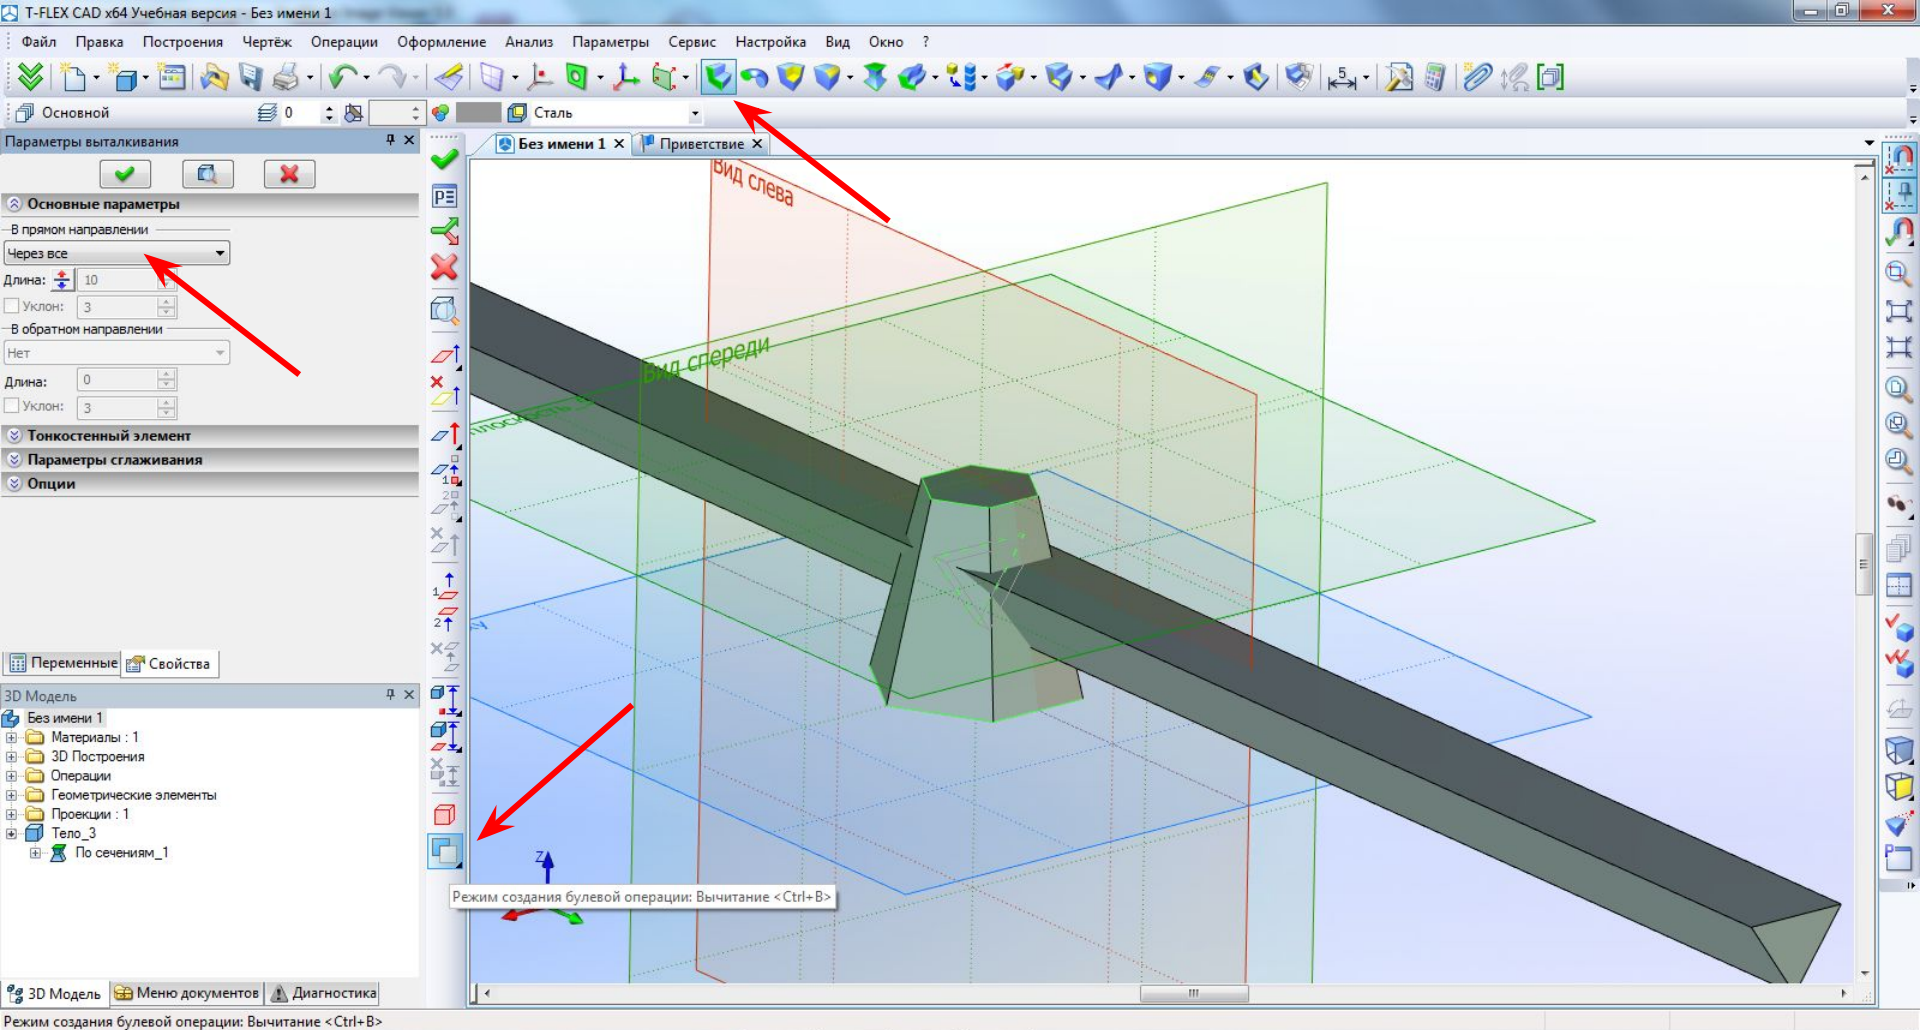 T-FLEX CAD x64 Учебная версия - Без имени 1
Файл Правка Построения Чертёж Операции Оформление Анализ Параметры Сервис Настройка Вид Окно ?
5
Основной 0 Сталь
Параметры выталкивания
Без имени 1 Приветствие
Основные параметры
В прямом направлении
Через все
Длина: 10
Уклон: 3
В обратном направлении
Нет
Длина: 0
Уклон: 3
Тонкостенный элемент
Параметры сглаживания
Опции
Переменные Свойства
3D Модель
Без имени 1
Материалы : 1
3D Построения
Операции
Геометрические элементы
Проекции : 1
Тело_3
По сечениям_1
3D Модель Меню документов Диагностика
Режим создания булевой операции: Вычитание <Ctrl+B>
Вид слева
Вид спереди
Z
Режим создания булевой операции: Вычитание <Ctrl+B>